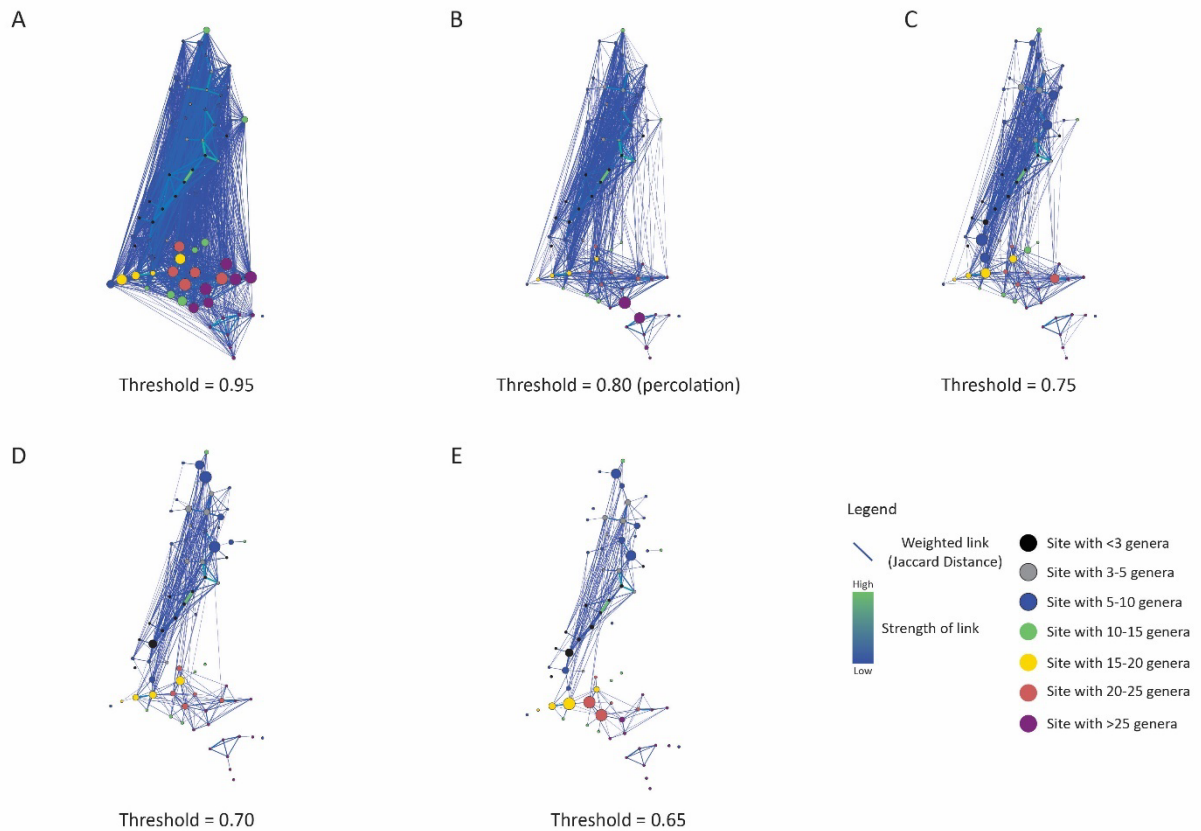 A
B
C
Threshold = 0.95
Threshold = 0.80 (percolation)
Threshold = 0.75
D
E
Legend
Weighted link
(Jaccard Distance)
High
Strength of link
Low
Site with <3 genera
Site with 3-5 genera
Site with 5-10 genera
Site with 10-15 genera
Site with 15-20 genera
Site with 20-25 genera
Site with >25 genera
Threshold = 0.70
Threshold = 0.65